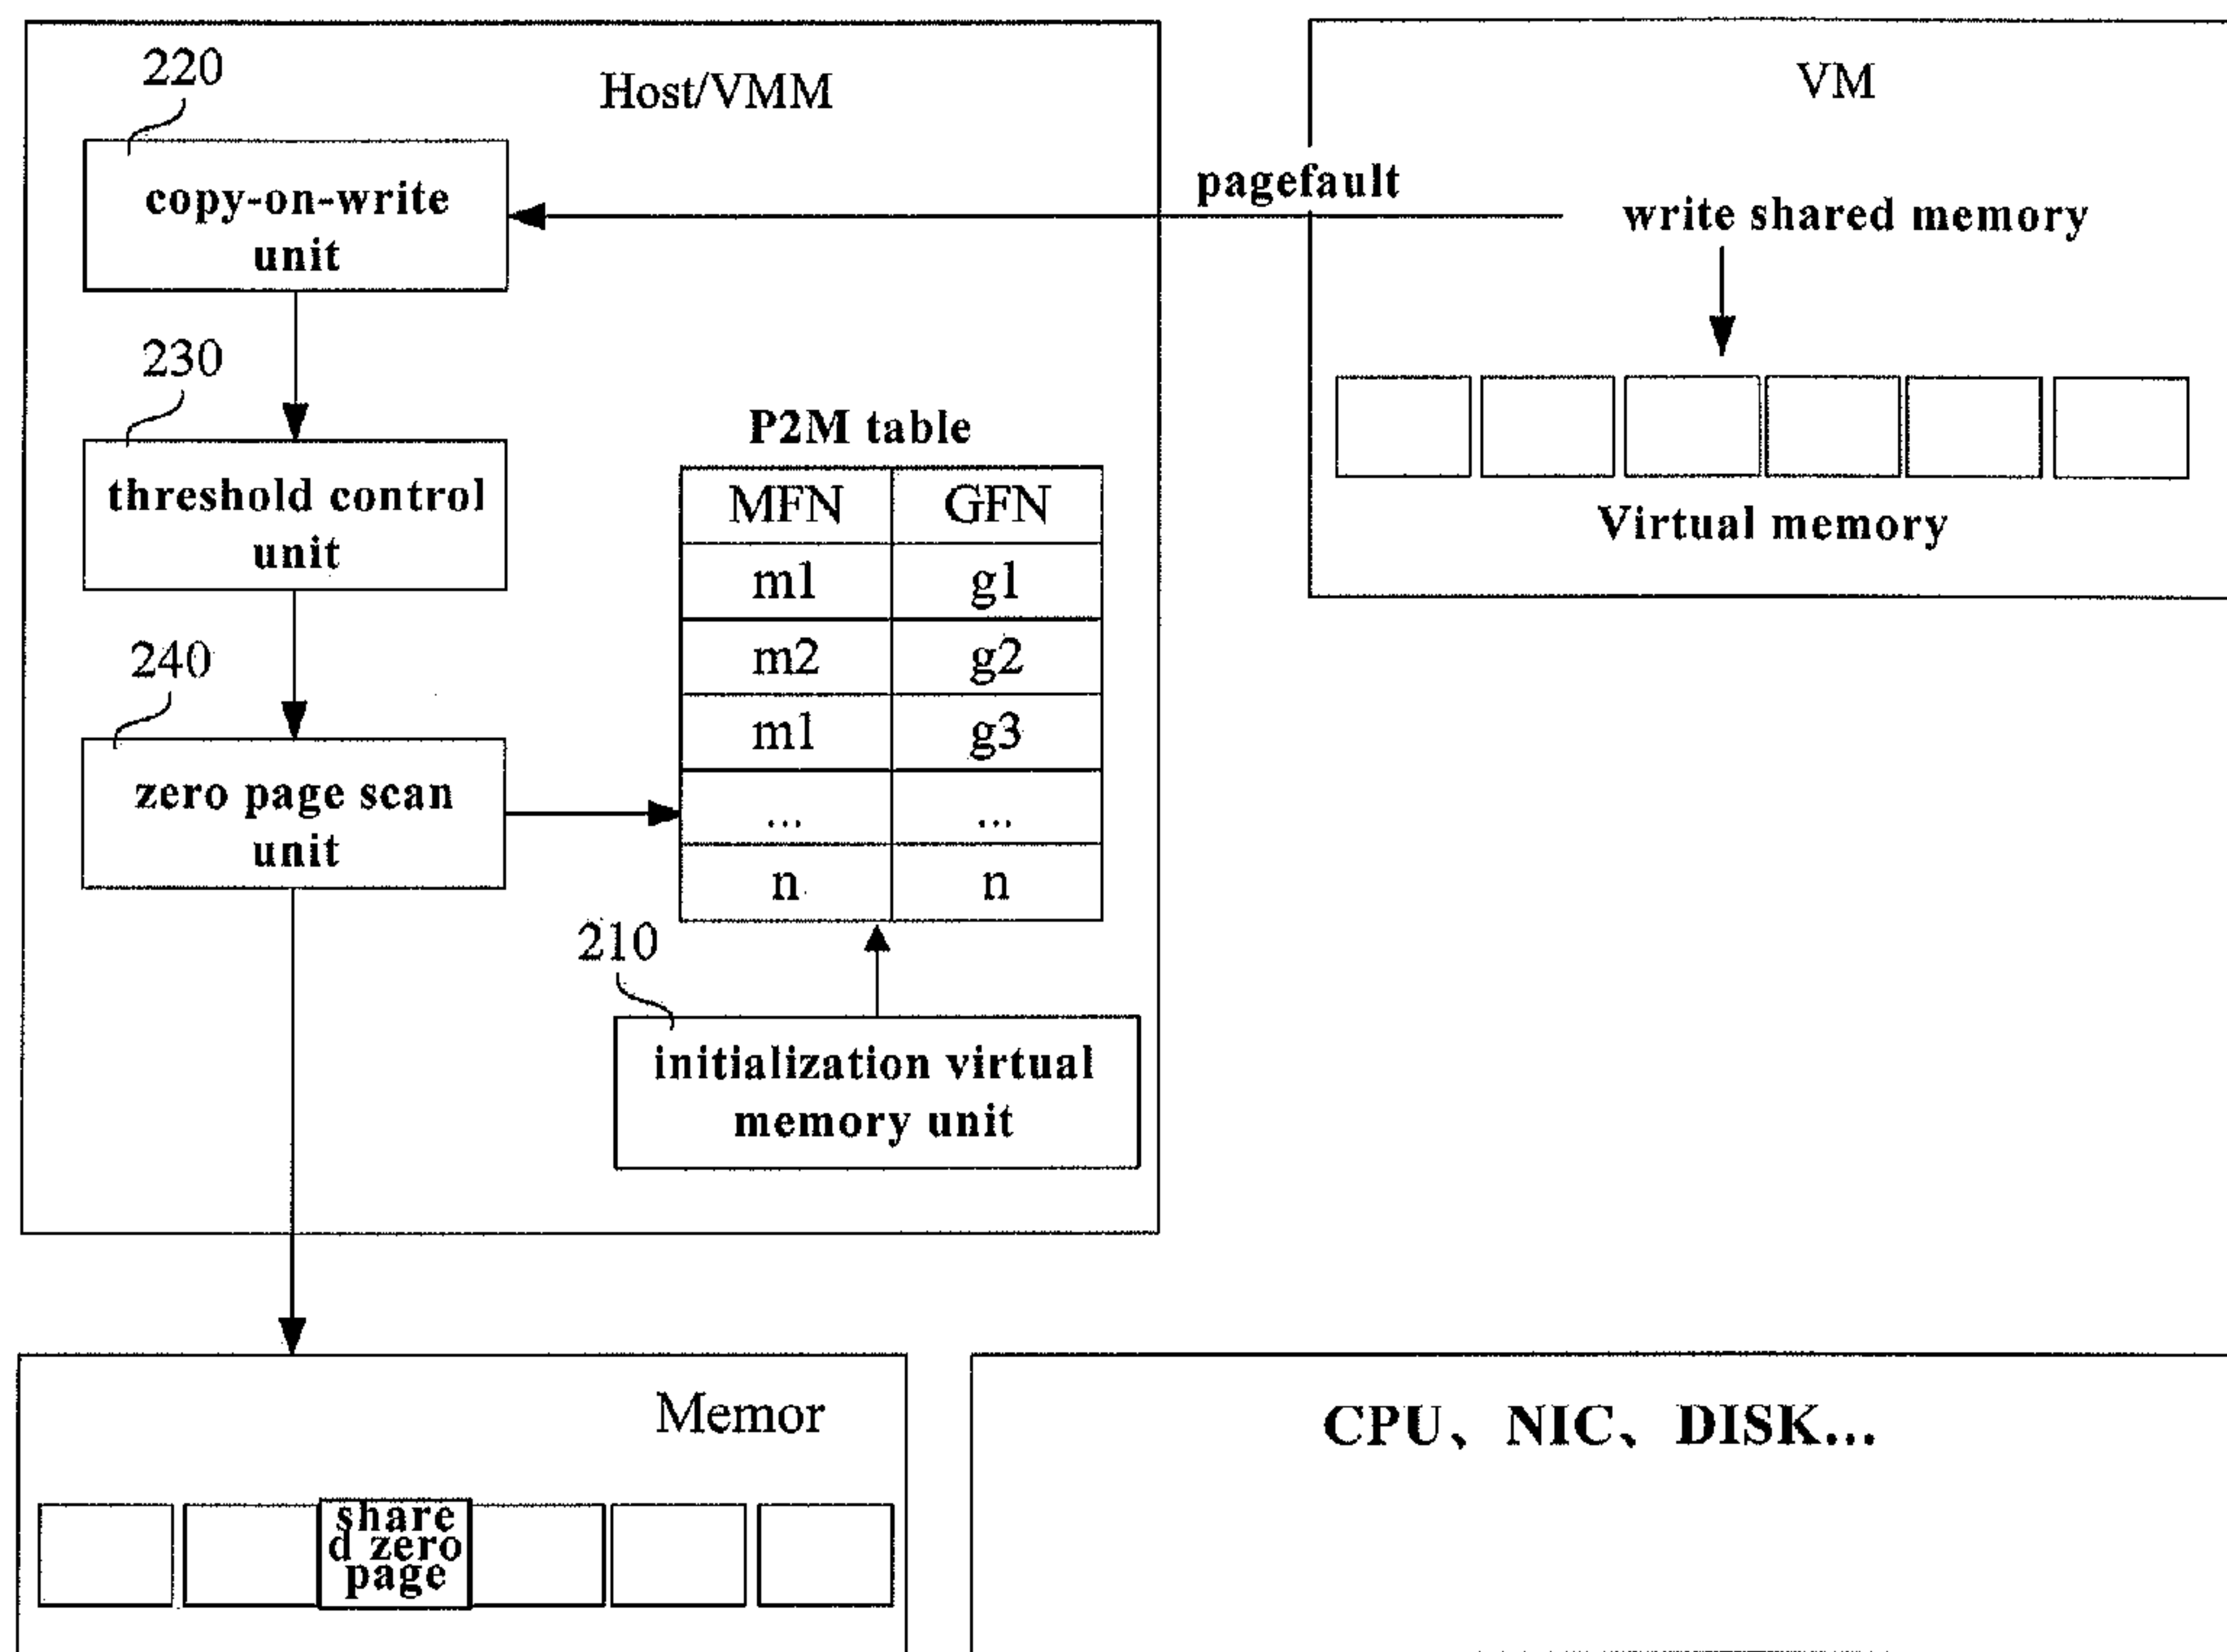 220
Host/VMM
copy-on-write
unit
230
threshold control
unit
240
zero page scan
unit
P2M table
MFN GFN
m1 g1
m2 g2
m1 g3
... ...
n n
210
initialization virtual
memory unit
pagefault
VM
write shared memory
Virtual memory
Memor
share
d zero
page
CPU、NIC、DISK...